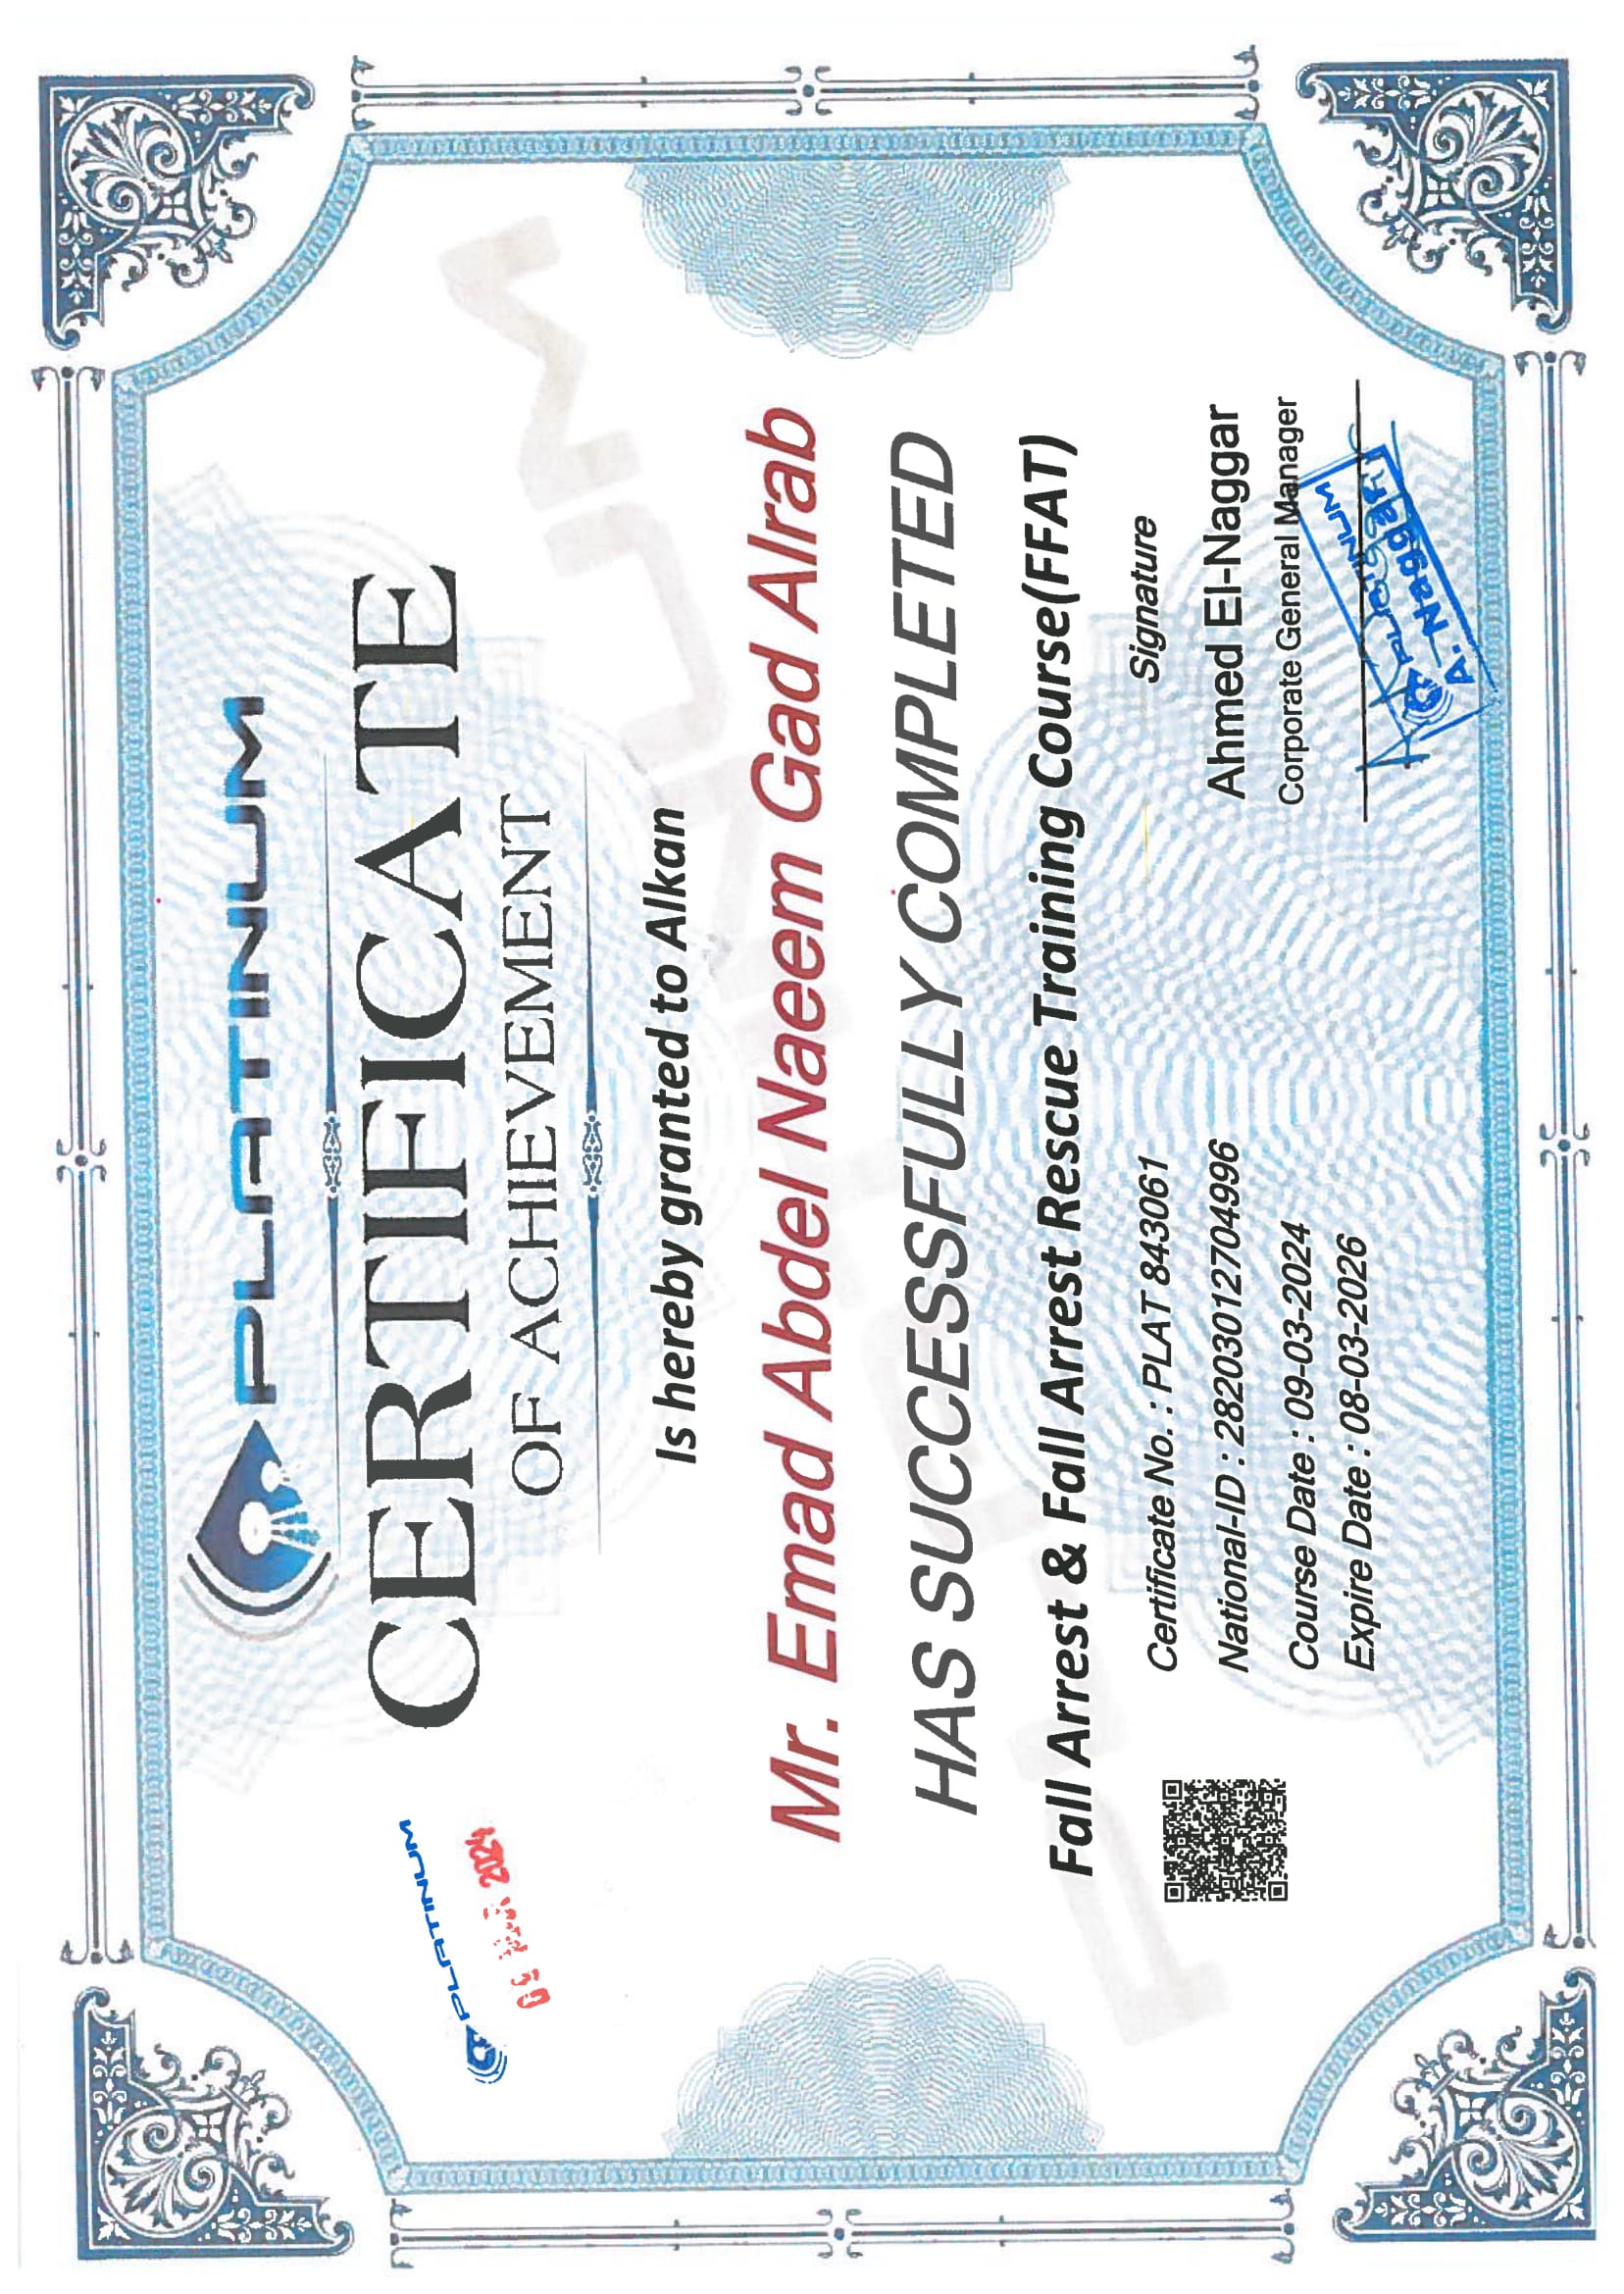 PLATINUM
CERTIFICATE
OF ACHIEVEMENT
PLATINUM
09 MAR 2024
Is hereby granted to Alkan
Mr. Emad Abdel Naeem Gad Alrab
HAS SUCCESSFULLY COMPLETED
Fall Arrest & Fall Arrest Rescue Training Course(FFAT)
Certificate No. : PLAT 843061
National-ID : 28203012704996
Course Date : 09-03-2024
Expire Date : 08-03-2026
Signature
Ahmed El-Naggar
Corporate General Manager
PLATINUM
A. Naggar
PLATINUM